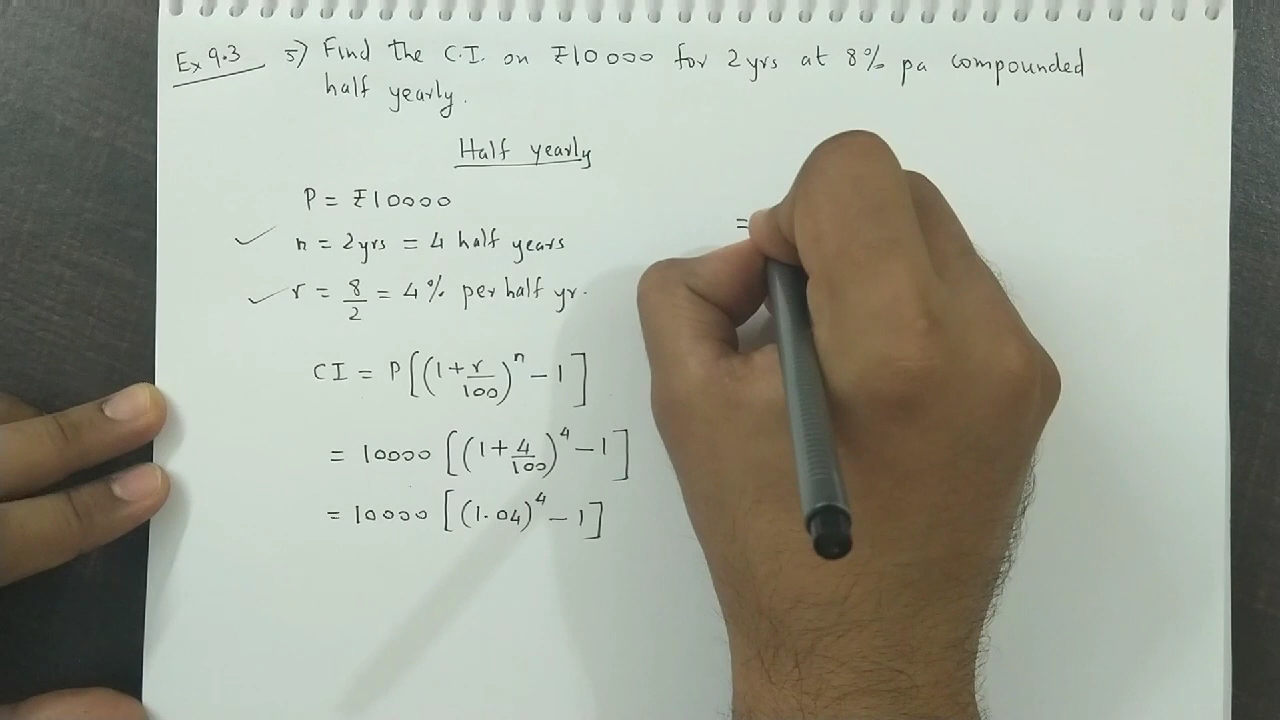 Ex 9.3 5) Find the C.I. on ₹10000 for 2yrs at 8% pa compounded
half yearly.
Half yearly
P = ₹10000
n = 2yrs = 4 half years
r = 8/2 = 4% per half yr.
CI = P[(1+r/100)^n - 1]
= 10000 [(1+4/100)^4 - 1]
= 10000 [(1.04)^4 - 1]
=